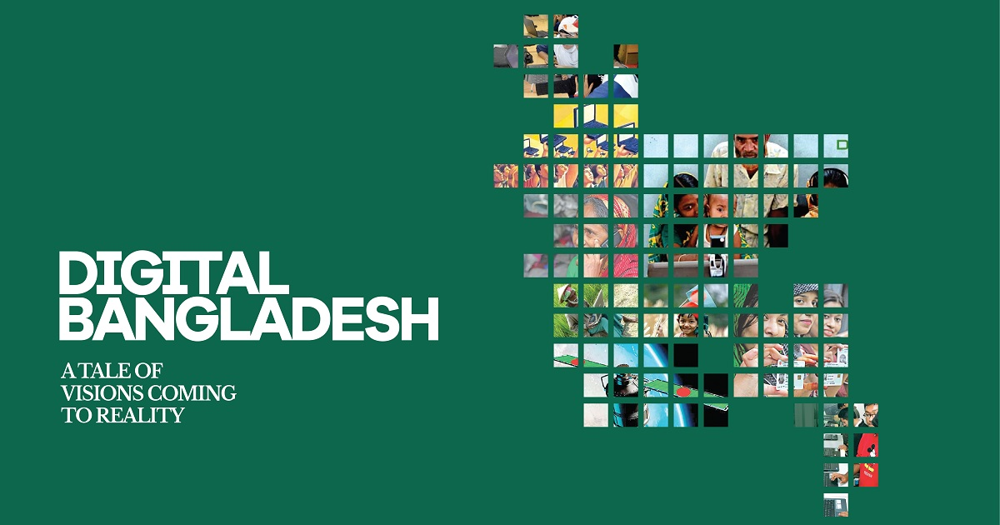 DIGITAL
BANGLADESH
A TALE OF
VISIONS COMING
TO REALITY